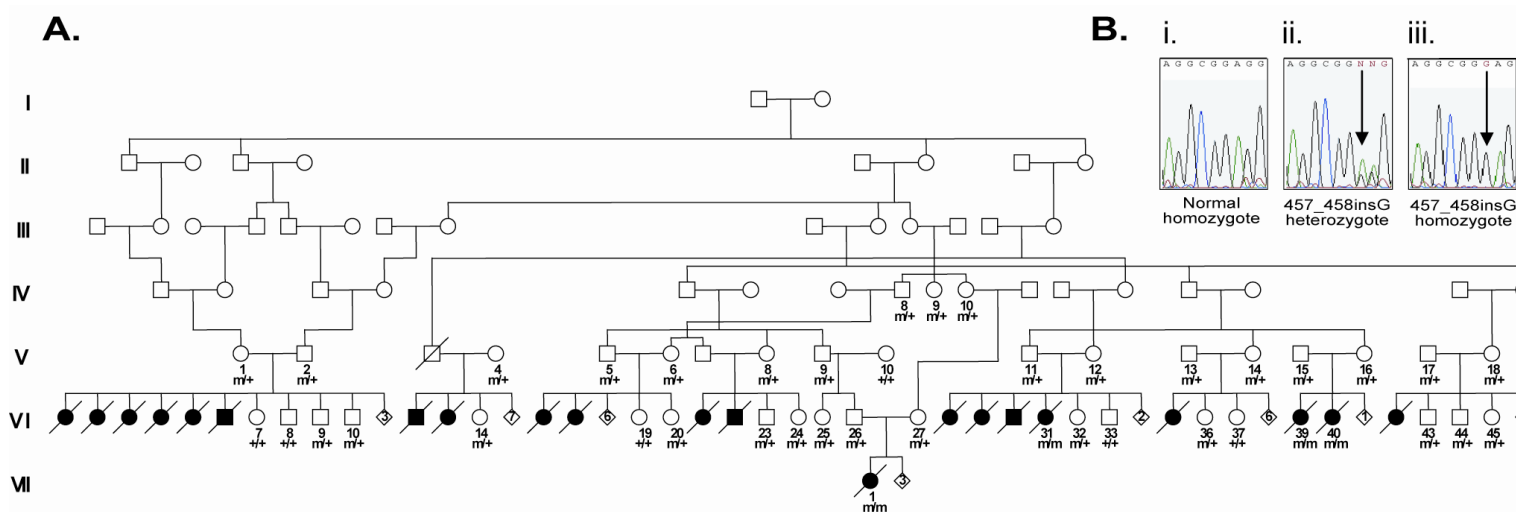 A.
B.
i.
ii.
iii.
A G G C G G A G G
A G G C G G N N G
A G G C G G G A G
Normal
homozygote
457_458insG
heterozygote
457_458insG
homozygote
I
II
III
IV
8 9 10
m/+ m/+ m/+
V
1 2 4 5 6 8 9 10 11 12 13 14 15 16 17 18
m/+ m/+ m/+ m/+ m/+ m/+ m/+ +/+ m/+ m/+ m/+ m/+ m/+ m/+ m/+ m/+
VI
3 7 6 2 6 1
7 8 9 10 14 19 20 23 24 25 26 27 31 32 33 36 37 39 40 43 44 45
+/+ +/+ m/+ m/+ m/+ +/+ m/+ m/+ m/+ m/+ m/+ m/+ m/m m/+ +/+ m/+ +/+ m/m m/m m/+ m/+ m/+
VII
3
1
m/m